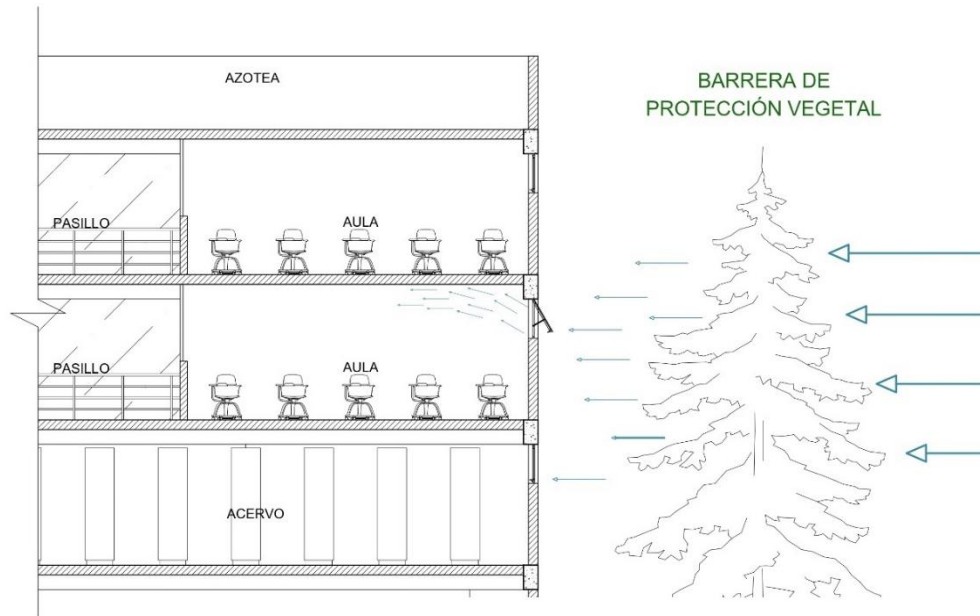 AZOTEA
BARRERA DE
PROTECCIÓN VEGETAL
PASILLO
AULA
PASILLO
AULA
ACERVO